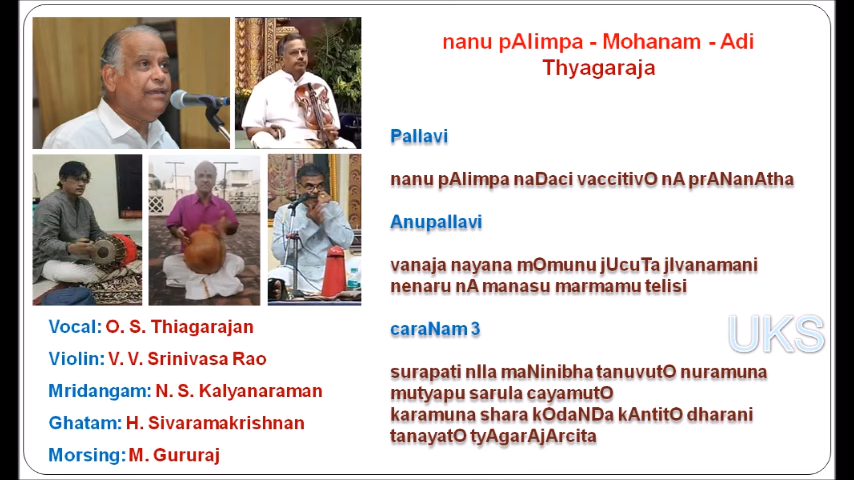 nanu pAlimpa - Mohanam - Adi
Thyagaraja
Pallavi
nanu pAlimpa naDaci vaccitivO nA prANanAtha
Anupallavi
vanaja nayana mOmunu jUcuTa jIvanamani
nenaru nA manasu marmamu telisi
caraNam 3
surapati nIla maNinibha tanuvutO nuramuna
mutyapu sarula cayamutO
karamuna shara kOdaNDa kAntitO dharani
tanayatO tyAgarAjArcita
UKS
Vocal: O. S. Thiagarajan
Violin: V. V. Srinivasa Rao
Mridangam: N. S. Kalyanaraman
Ghatam: H. Sivaramakrishnan
Morsing: M. Gururaj